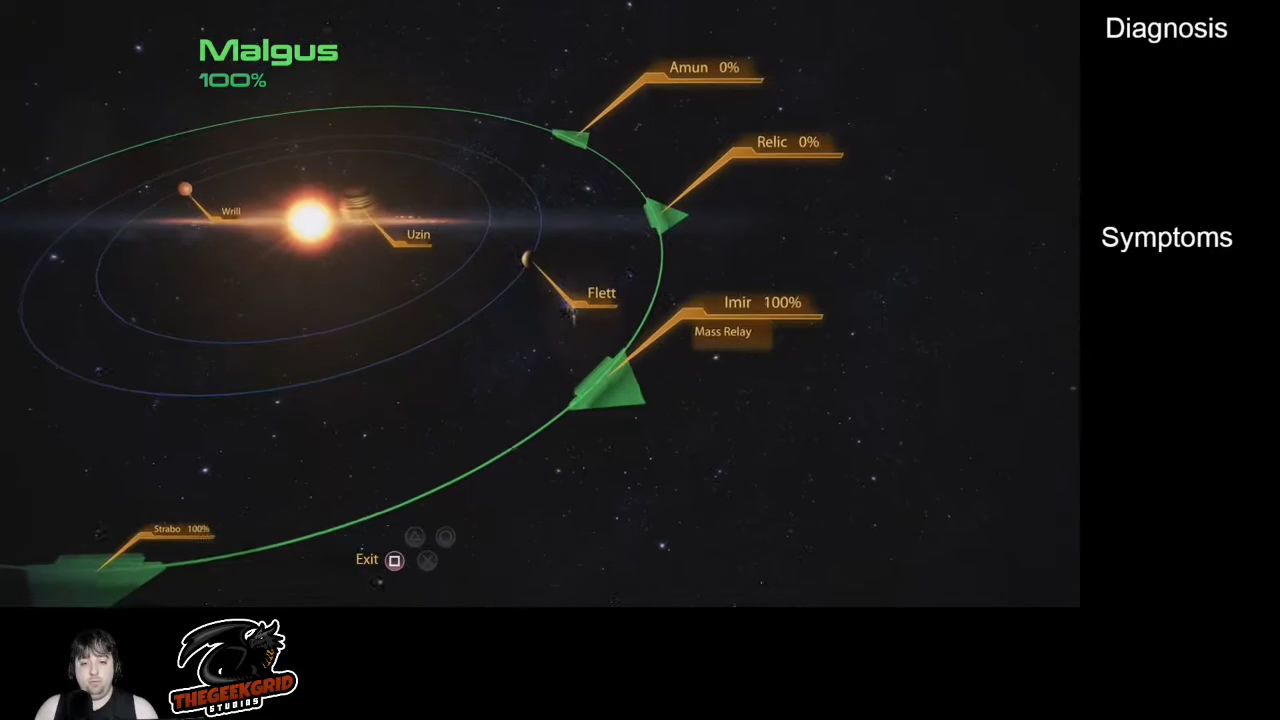 Diagnosis
Malgus
100%
Amun 0%
Relic 0%
Wrill
Uzin
Symptoms
Flett
Imir 100%
Mass Relay
Strabo 100%
Exit
THEGEEKGRID
STUDIOS